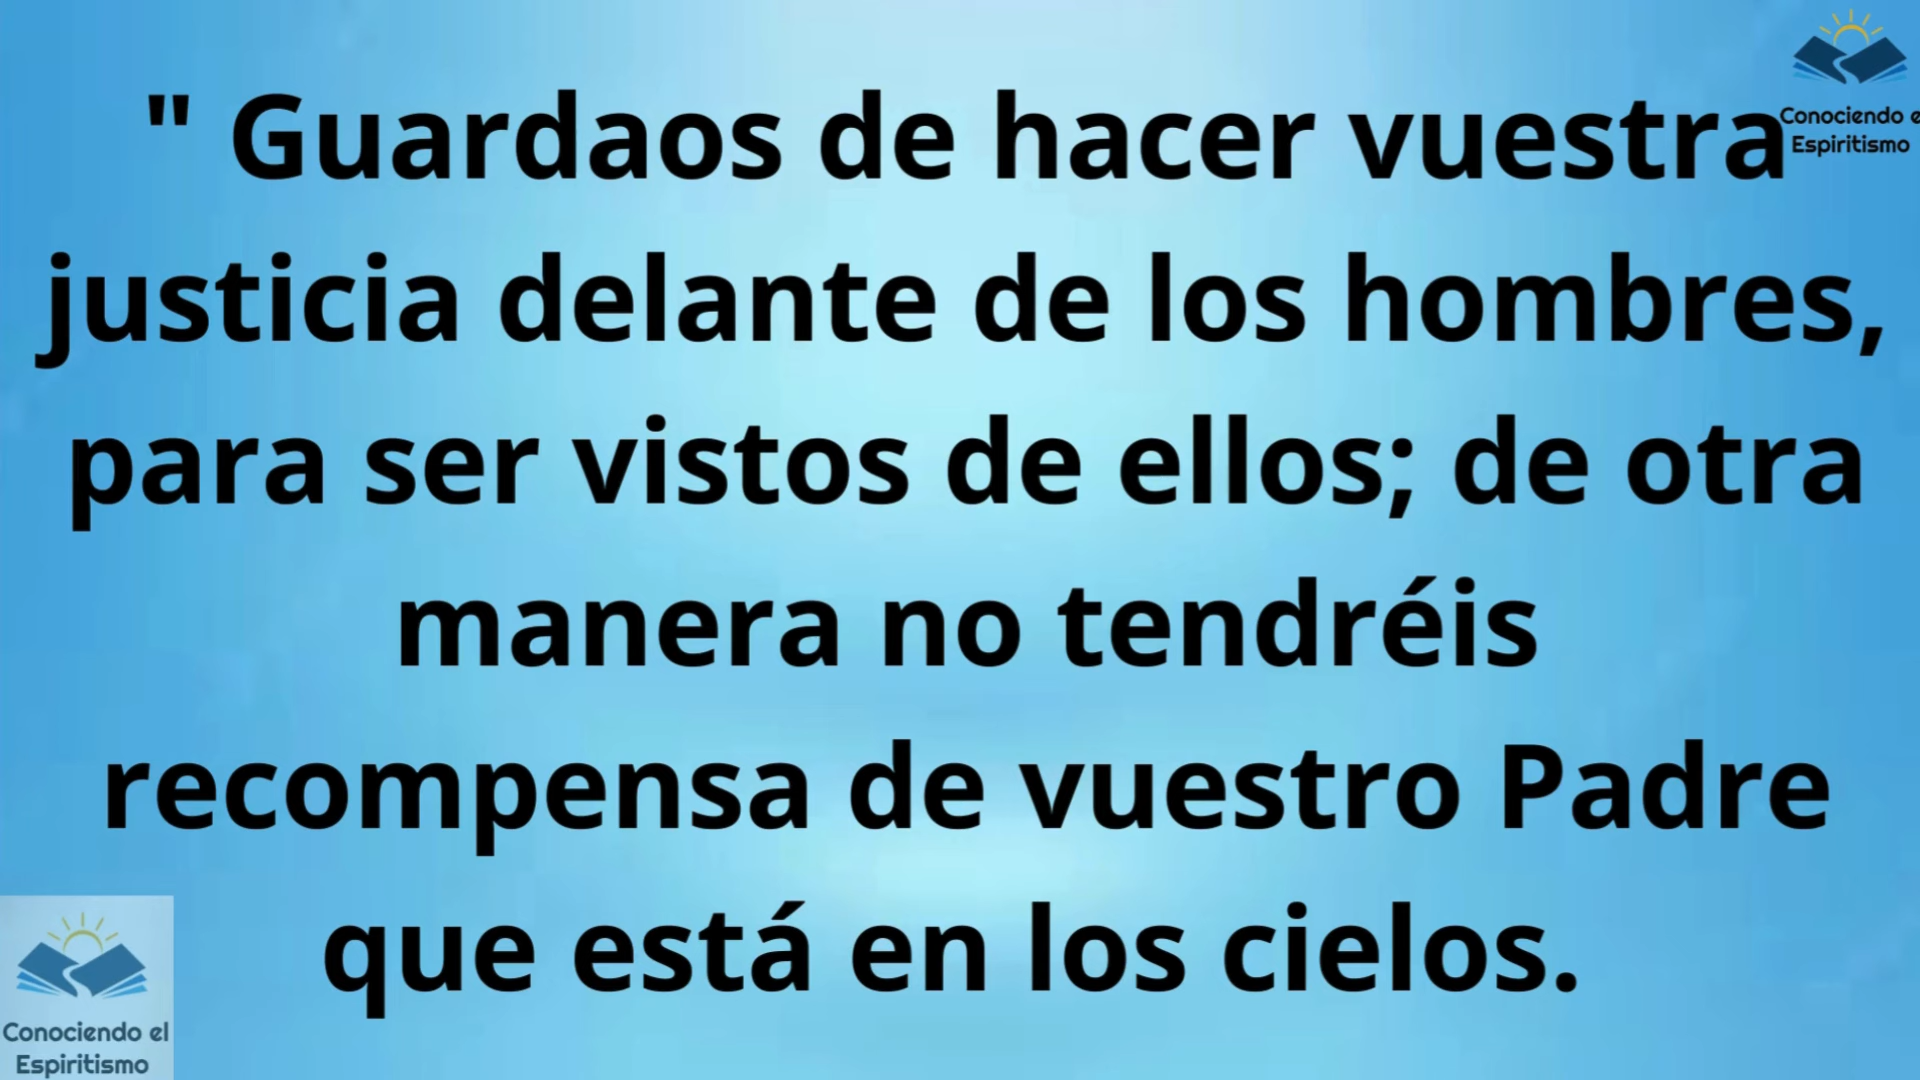 " Guardaos de hacer vuestra
justicia delante de los hombres,
para ser vistos de ellos; de otra
manera no tendréis
recompensa de vuestro Padre
que está en los cielos.
Conociendo e
Espiritismo
Conociendo el
Espiritismo